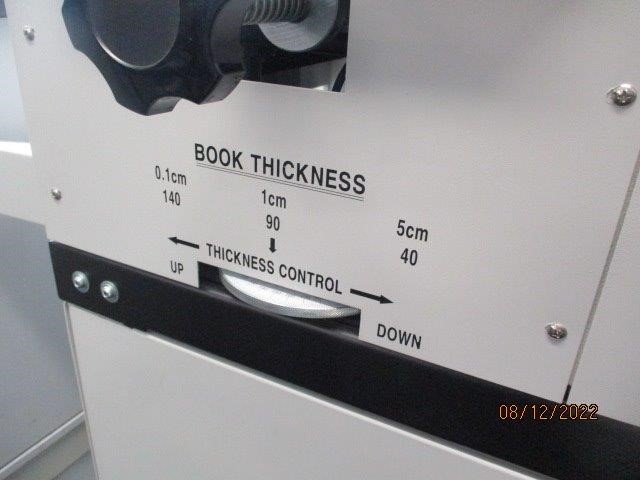 BOOK THICKNESS
0.1cm 1cm 5cm
140 90 40
THICKNESS CONTROL
UP DOWN
08/12/2022